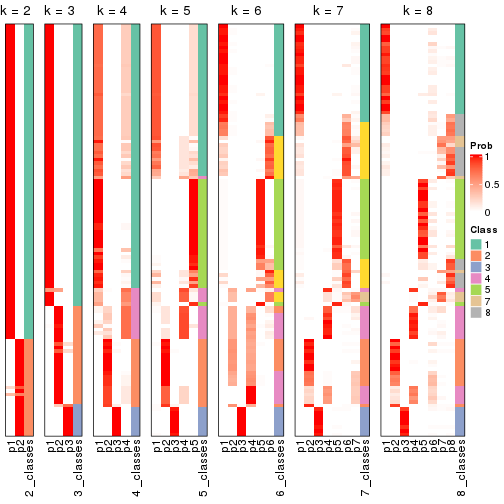 k = 2 k = 3 k = 4 k = 5 k = 6 k = 7 k = 8
Prob
1
0.5
0
Class
1
2
3
4
5
7
8
p1 p2 2_classes p1 p2 p3 3_classes p1 p2 p3 p4 4_classes p1 p2 p3 p4 p5 5_classes p1 p2 p3 p4 p5 p6 6_classes p1 p2 p3 p4 p5 p6 p7 7_classes p1 p2 p3 p4 p5 p6 p7 p8 8_classes